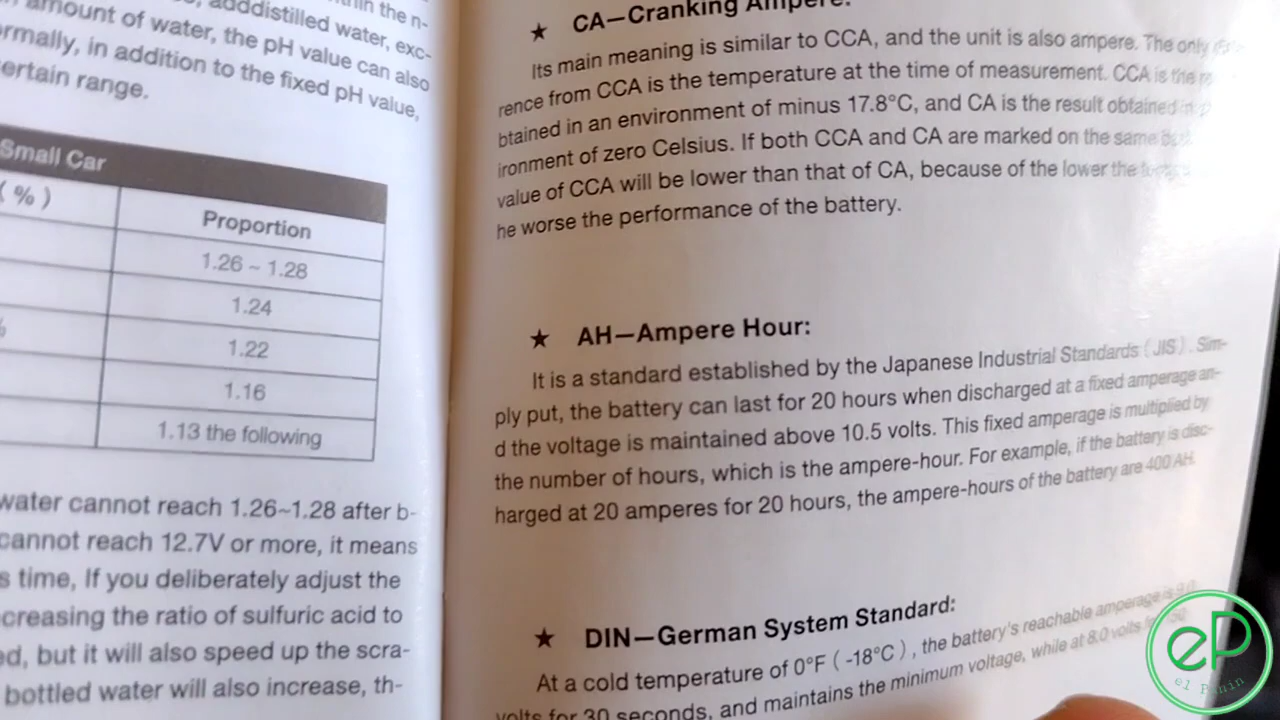 the n-
distilled water, exc-
amount of water, the pH value can also
rmally, in addition to the fixed pH value,
ertain range.
Small Car
(%)
Proportion
1.26 ~ 1.28
1.24
1.22
1.16
1.13 the following
water cannot reach 1.26~1.28 after b-
cannot reach 12.7V or more, it means
s time, If you deliberately adjust the
creasing the ratio of sulfuric acid to
ed, but it will also speed up the scra-
bottled water will also increase, th-
★ CA—Cranking Ampere:
Its main meaning is similar to CCA, and the unit is also ampere. The only
rence from CCA is the temperature at the time of measurement. CCA is the
btained in an environment of minus 17.8°C, and CA is the result obtained
ironment of zero Celsius. If both CCA and CA are marked on the same
value of CCA will be lower than that of CA, because of the lower the
he worse the performance of the battery.
★ AH—Ampere Hour:
It is a standard established by the Japanese Industrial Standards (JIS). Sim-
ply put, the battery can last for 20 hours when discharged at a fixed amperage an-
d the voltage is maintained above 10.5 volts. This fixed amperage is multiplied by
the number of hours, which is the ampere-hour. For example, if the battery is disc-
harged at 20 amperes for 20 hours, the ampere-hours of the battery are 400 AH.
★ DIN—German System Standard:
At a cold temperature of 0°F (-18°C), the battery's reachable amperage is
volts for 30 seconds, and maintains the minimum voltage, while at 8.0 volts
eP
el Panin